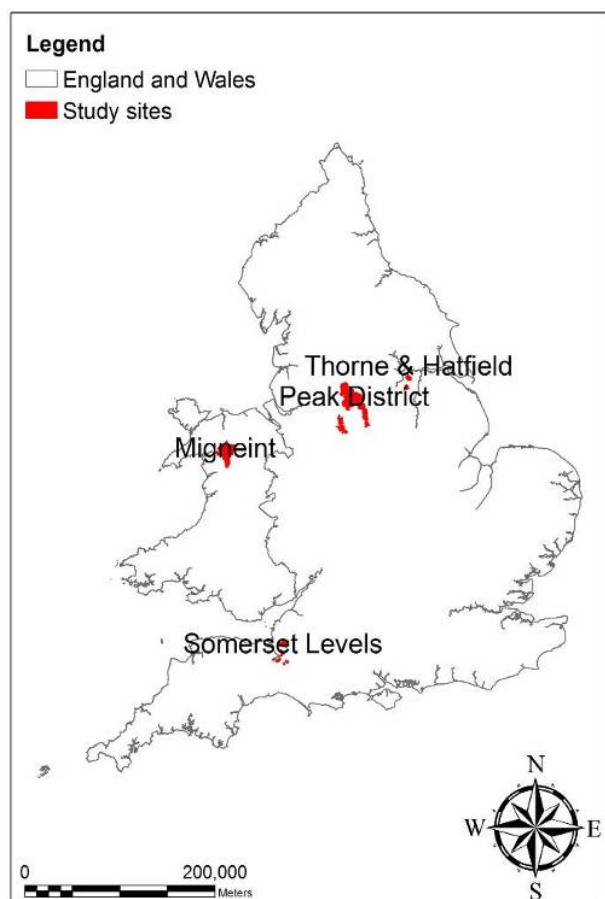 Legend
England and Wales
Study sites
Thorne & Hatfield
Peak District
Migneint
Somerset Levels
N
W E
S
0 200,000
Meters